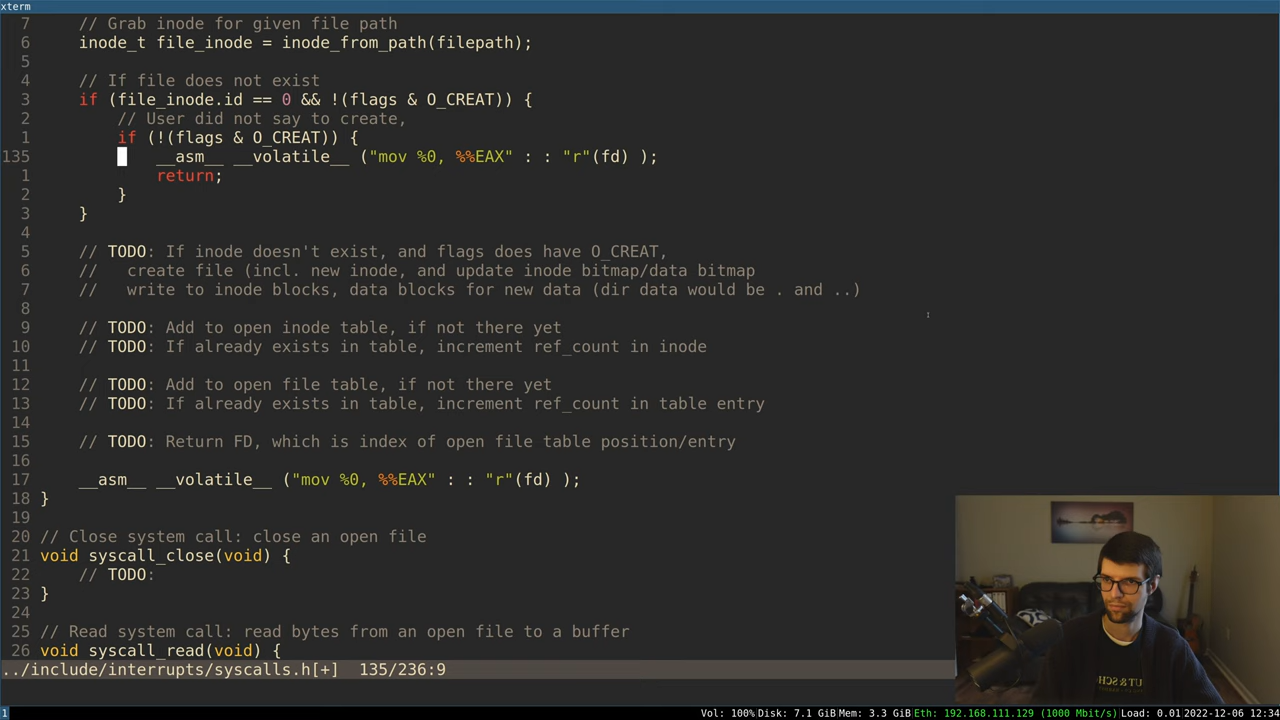 xterm
7     // Grab inode for given file path
6     inode_t file_inode = inode_from_path(filepath);
5
4     // If file does not exist
3     if (file_inode.id == 0 && !(flags & O_CREAT)) {
2         // User did not say to create,
1         if (!(flags & O_CREAT)) {
135             __asm__ __volatile__ ("mov %0, %%EAX" : : "r"(fd) );
1             return;
2         }
3     }
4
5     // TODO: If inode doesn't exist, and flags does have O_CREAT,
6     //   create file (incl. new inode, and update inode bitmap/data bitmap
7     //   write to inode blocks, data blocks for new data (dir data would be . and ..)
8
9     // TODO: Add to open inode table, if not there yet
10     // TODO: If already exists in table, increment ref_count in inode
11
12     // TODO: Add to open file table, if not there yet
13     // TODO: If already exists in table, increment ref_count in table entry
14
15     // TODO: Return FD, which is index of open file table position/entry
16
17     __asm__ __volatile__ ("mov %0, %%EAX" : : "r"(fd) );
18 }
19
20 // Close system call: close an open file
21 void syscall_close(void) {
22     // TODO:
23 }
24
25 // Read system call: read bytes from an open file to a buffer
26 void syscall_read(void) {
../include/interrupts/syscalls.h[+]  135/236:9
1 Vol: 100% Disk: 7.1 GiB Mem: 3.3 GiB Eth: 192.168.111.129 (1000 Mbit/s) Load: 0.01 2022-12-06 12:34